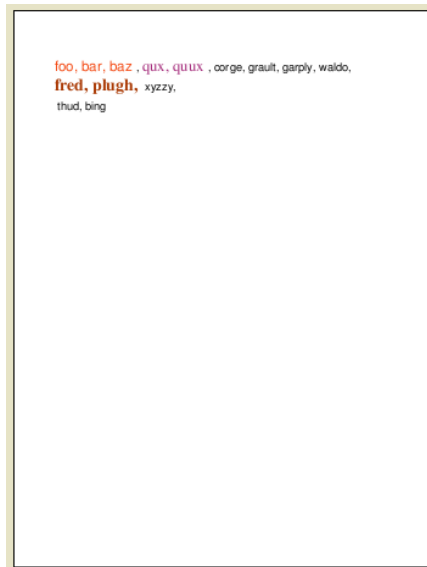 foo, bar, baz , qux, quux , corge, grault, garply, waldo,
fred, plugh, xyzzy,
thud, bing